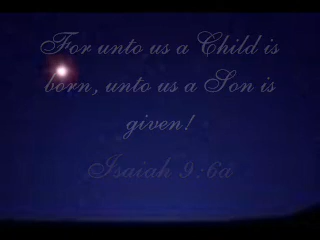 For unto us a Child is
born, unto us a Son is
given!
Isaiah 9:6a